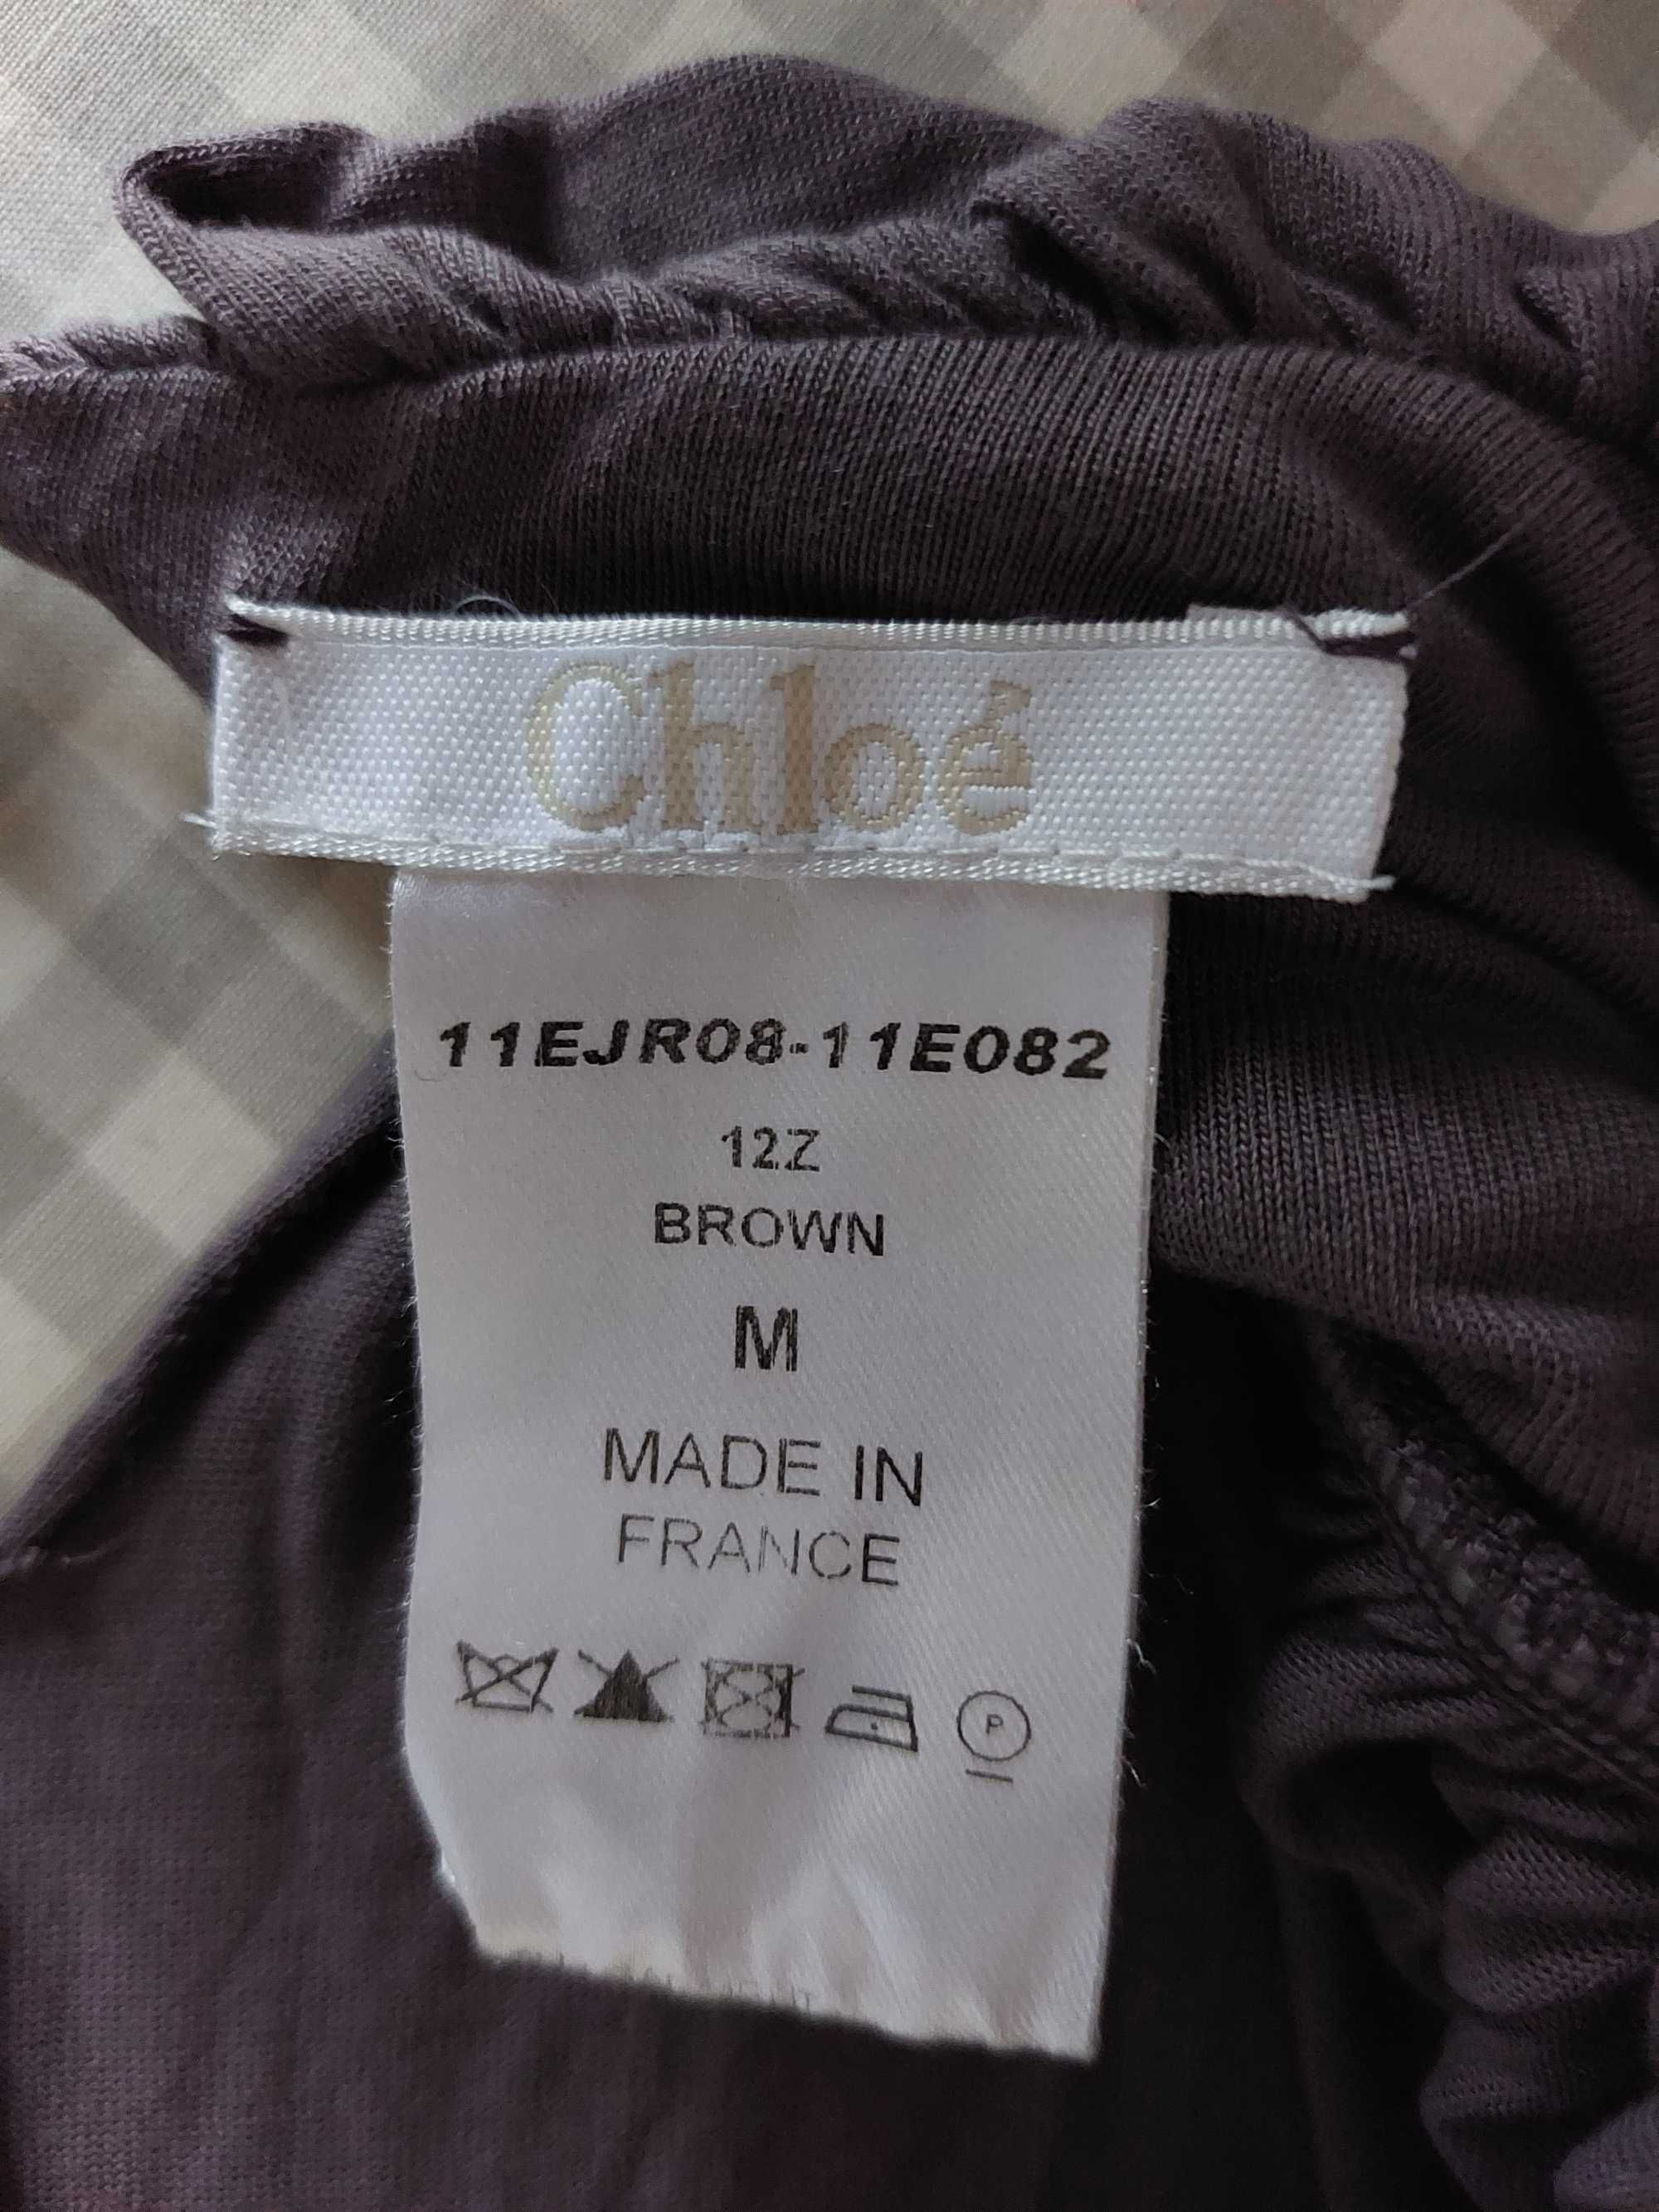 Chloé
11EJR08-11E082
12Z
BROWN
M
MADE IN
FRANCE
P